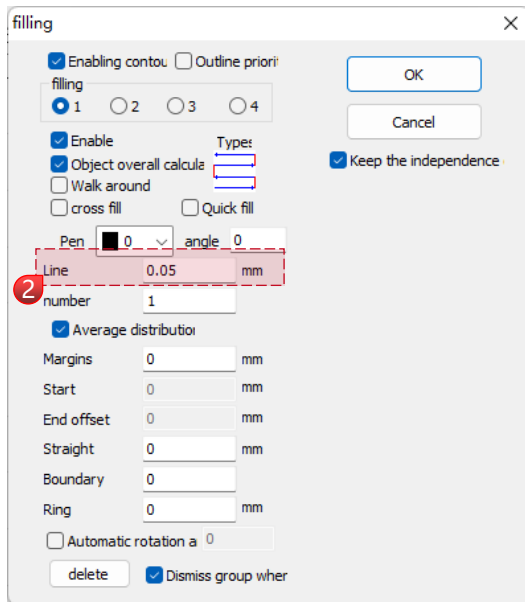 filling
Enabling contou Outline priori
OK
filling
1 2 3 4
Cancel
Enable Types
Object overall calcula
Keep the independence
Walk around
cross fill Quick fill
Pen 0 angle 0
Line 0.05 mm
2
number 1
Average distribution
Margins 0 mm
Start 0 mm
End offset 0 mm
Straight 0 mm
Boundary 0
Ring 0 mm
Automatic rotation a 0
delete Dismiss group wher